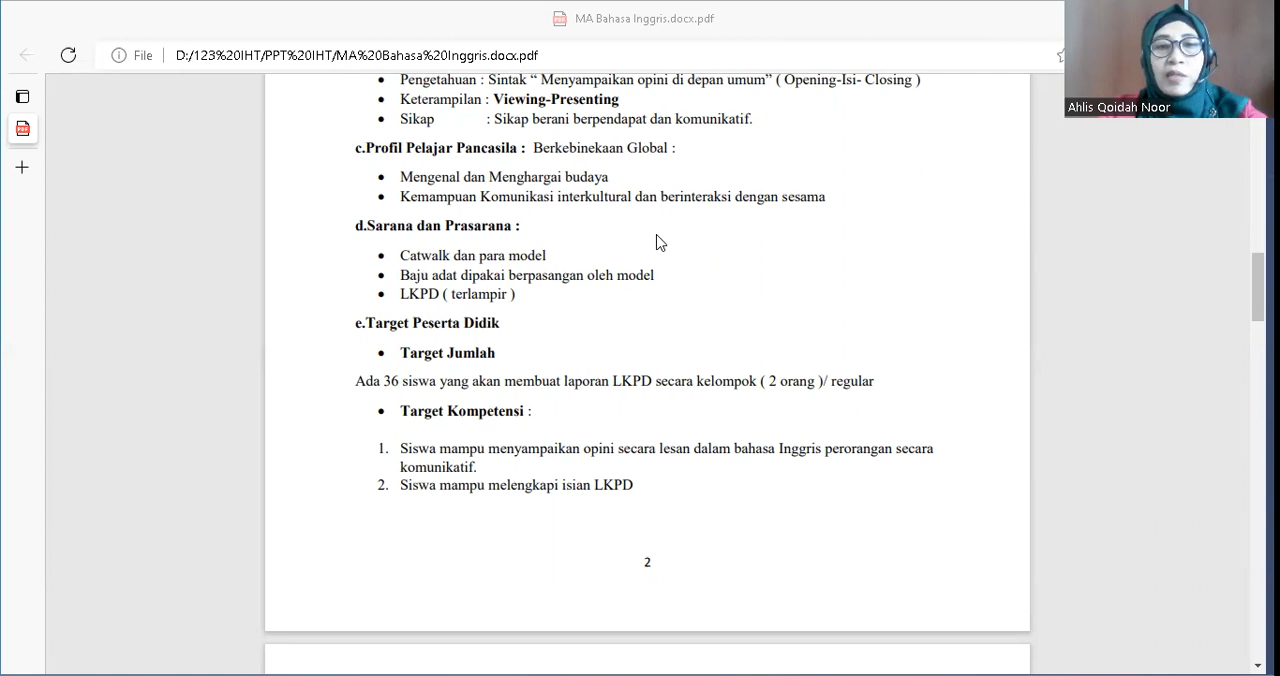 MA Bahasa Inggris.docx.pdf
File
D:/123%20IHT/PPT%20IHT/MA%20Bahasa%20Inggris.docx.pdf
Ahlis Qoidah Noor
• Pengetahuan : Sintak “ Menyampaikan opini di depan umum” ( Opening-Isi- Closing )
• Keterampilan : Viewing-Presenting
• Sikap : Sikap berani berpendapat dan komunikatif.
c.Profil Pelajar Pancasila : Berkebinekaan Global :
• Mengenal dan Menghargai budaya
• Kemampuan Komunikasi interkultural dan berinteraksi dengan sesama
d.Sarana dan Prasarana :
• Catwalk dan para model
• Baju adat dipakai berpasangan oleh model
• LKPD ( terlampir )
e.Target Peserta Didik
• Target Jumlah
Ada 36 siswa yang akan membuat laporan LKPD secara kelompok ( 2 orang )/ regular
• Target Kompetensi :
1. Siswa mampu menyampaikan opini secara lesan dalam bahasa Inggris perorangan secara
komunikatif.
2. Siswa mampu melengkapi isian LKPD
2